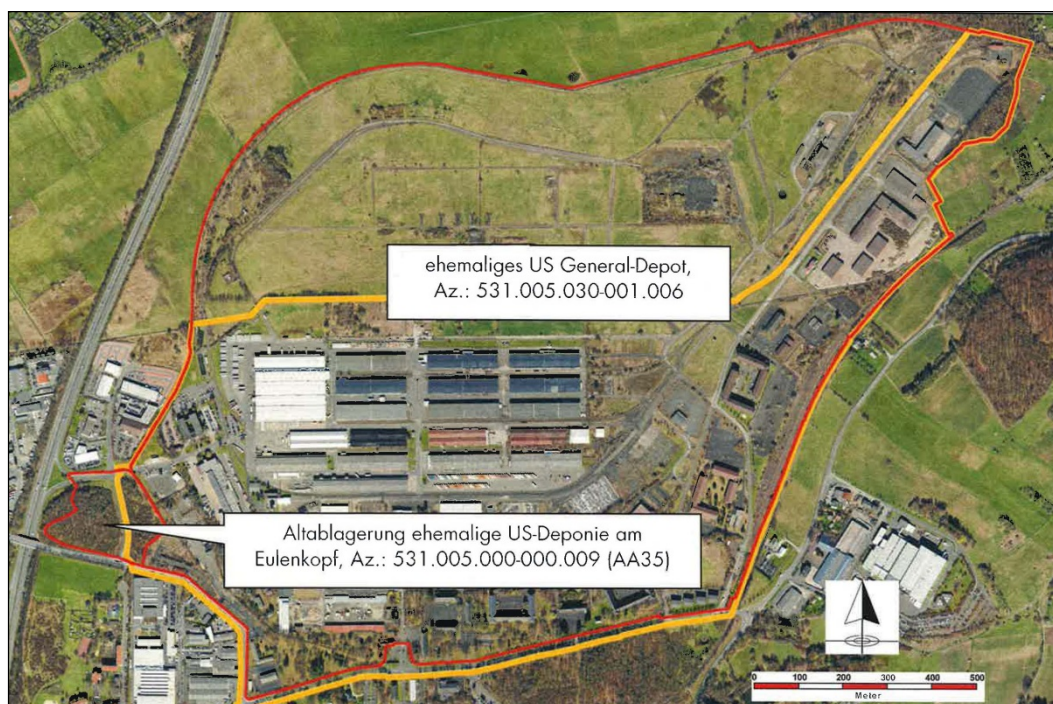 ehemaliges US General-Depot,
Az.: 531.005.030-001.006
Altablagerung ehemalige US-Deponie am
Eulenkopf, Az.: 531.005.000-000.009 (AA35)
0 100 200 300 400 500
Meter